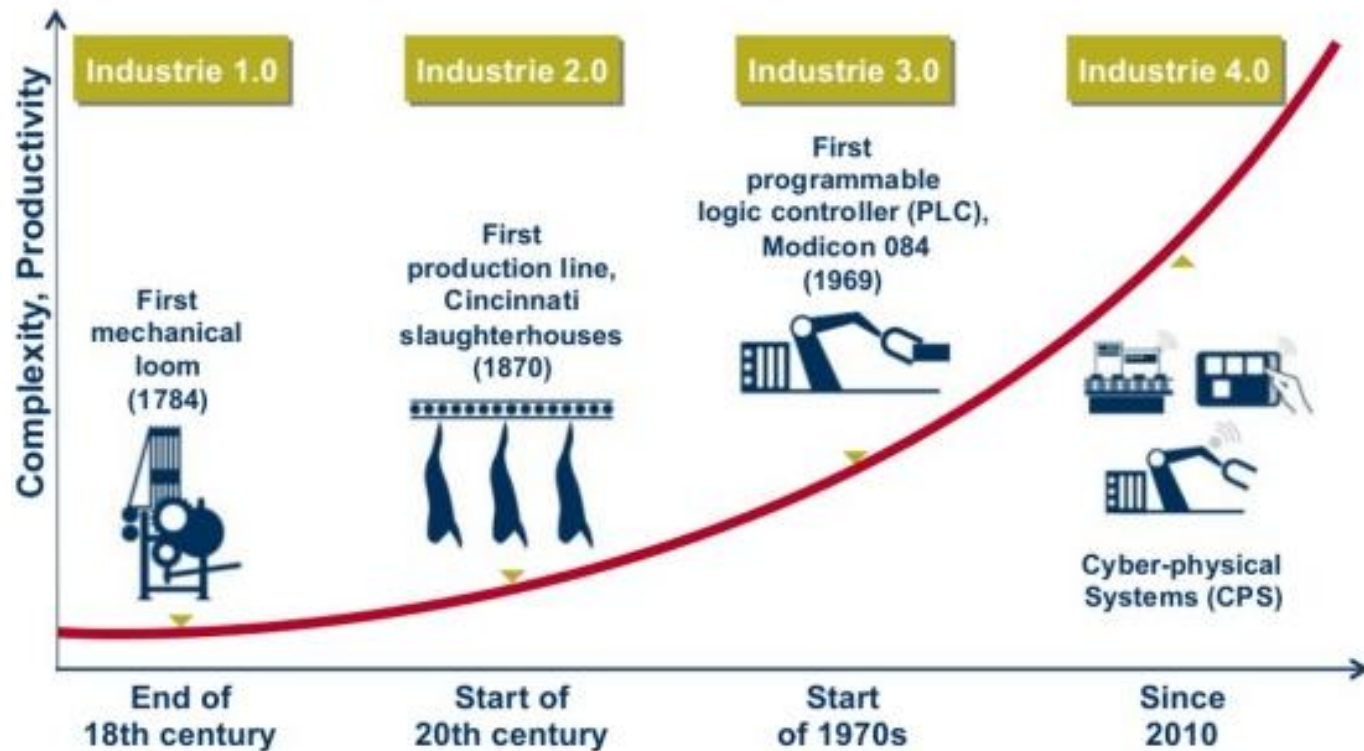 Complexity, Productivity
Industrie 1.0
First
mechanical
loom
(1784)
End of
18th century
Industrie 2.0
First
production line,
Cincinnati
slaughterhouses
(1870)
Start of
20th century
Industrie 3.0
First
programmable
logic controller (PLC),
Modicon 084
(1969)
Start
of 1970s
Industrie 4.0
Cyber-physical
Systems (CPS)
Since
2010